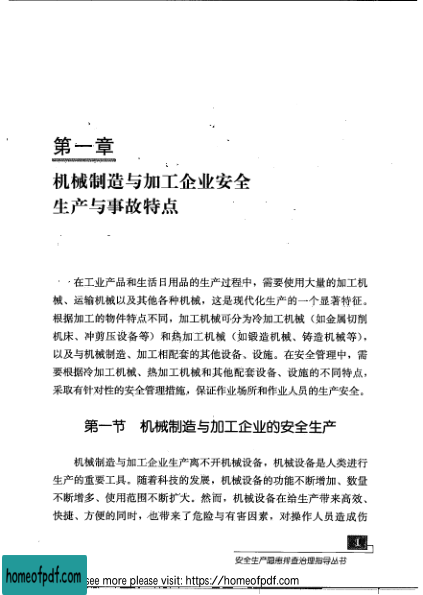 第一章
机械制造与加工企业安全
生产与事故特点
在工业产品和生活日用品的生产过程中，需要使用大量的加工机
械、运输机械以及其他各种机械，这是现代化生产的一个显著特征。
根据加工的物件特点不同，加工机械可分为冷加工机械（如金属切削
机床、冲剪压设备等）和热加工机械（如锻造机械、铸造机械等），
以及与机械制造、加工相配套的其他设备、设施。在安全管理中，需
要根据冷加工机械、热加工机械和其他配套设备、设施的不同特点，
采取有针对性的安全管理措施，保证作业场所和作业人员的生产安全。
第一节 机械制造与加工企业的安全生产
机械制造与加工企业生产离不开机械设备，机械设备是人类进行
生产的重要工具。随着科技的发展，机械设备的功能不断增加、数量
不断增多、使用范围不断扩大。然而，机械设备在给生产带来高效、
快捷、方便的同时，也带来了危险与有害因素，对操作人员造成伤
1
安全生产隐患排查治理指导丛书
homeofpdf.com
see more please visit: https://homeofpdf.com